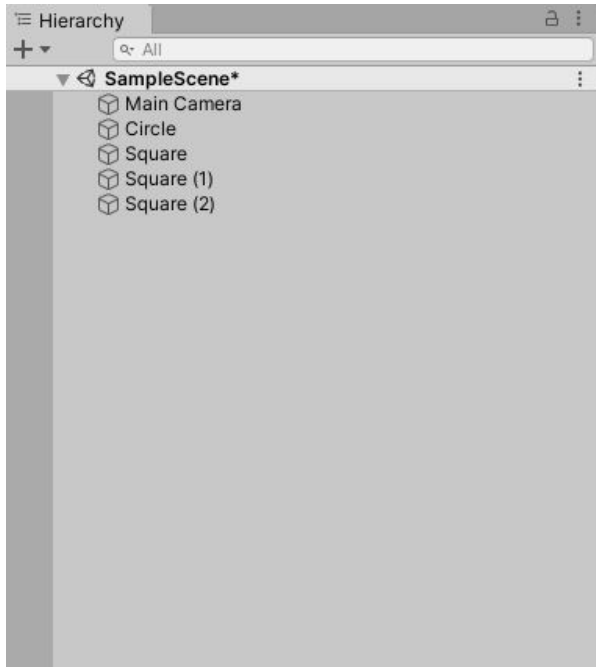 Hierarchy
All
SampleScene*
Main Camera
Circle
Square
Square (1)
Square (2)